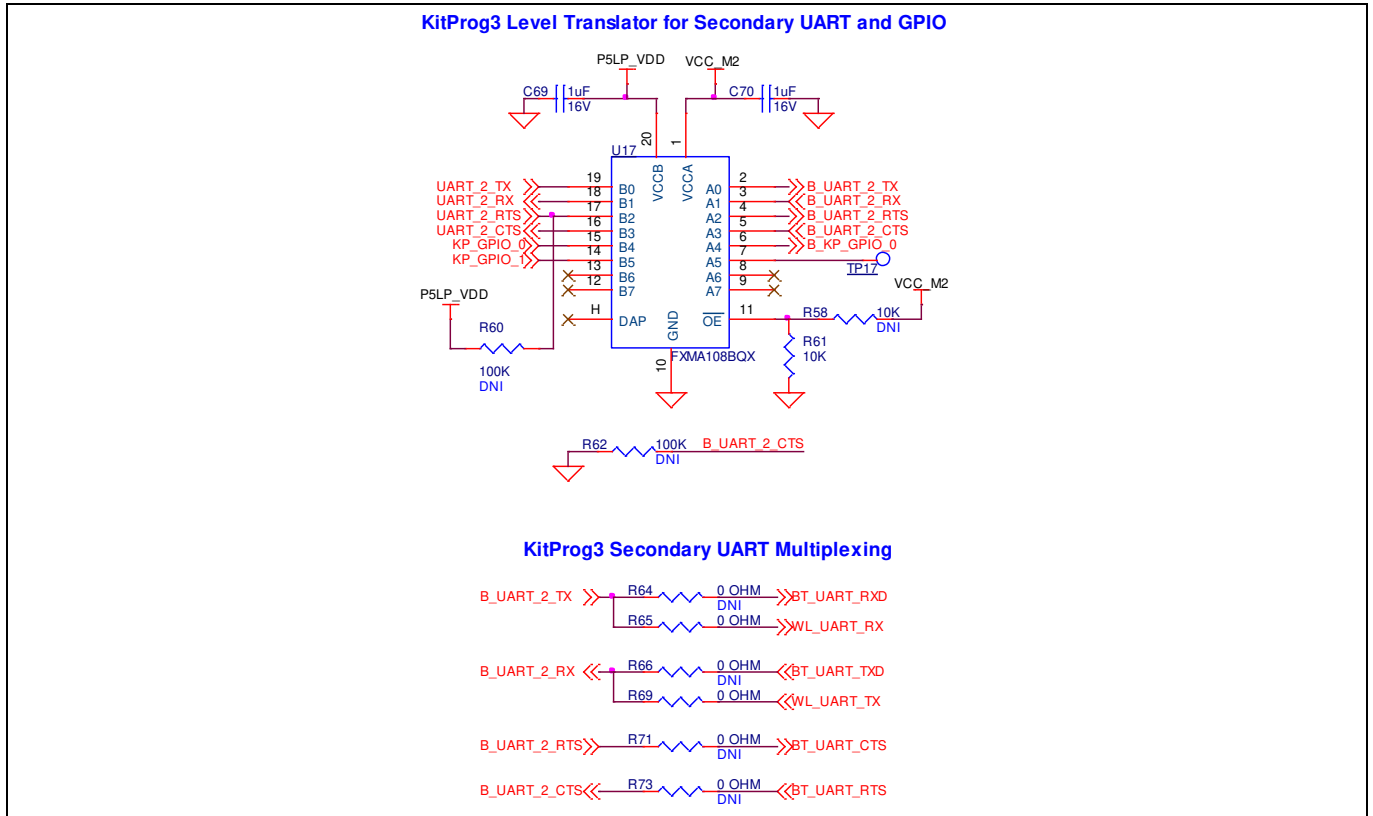 KitProg3 Level Translator for Secondary UART and GPIO
P5LP_VDD VCC_M2
C69 1uF 16V
C70 1uF 16V
20 1
U17
VCCB VCCA
UART_2_TX 19 B0 A0 2 B_UART_2_TX
UART_2_RX 18 B1 A1 3 B_UART_2_RX
UART_2_RTS 17 B2 A2 4 B_UART_2_RTS
UART_2_CTS 16 B3 A3 5 B_UART_2_CTS
KP_GPIO_0 15 B4 A4 6 B_KP_GPIO_0
KP_GPIO_1 14 B5 A5 7 TP17
13 B6 A6 8
12 B7 A7 9
H DAP GND OE 11
10
FXMA108BQX
P5LP_VDD
R60
100K
DNI
VCC_M2
R58 10K
DNI
R61
10K
R62 100K B_UART_2_CTS
DNI
KitProg3 Secondary UART Multiplexing
B_UART_2_TX R64 0 OHM BT_UART_RXD
DNI
R65 0 OHM WL_UART_RX
B_UART_2_RX R66 0 OHM BT_UART_TXD
DNI
R69 0 OHM WL_UART_TX
B_UART_2_RTS R71 0 OHM BT_UART_CTS
DNI
B_UART_2_CTS R73 0 OHM BT_UART_RTS
DNI